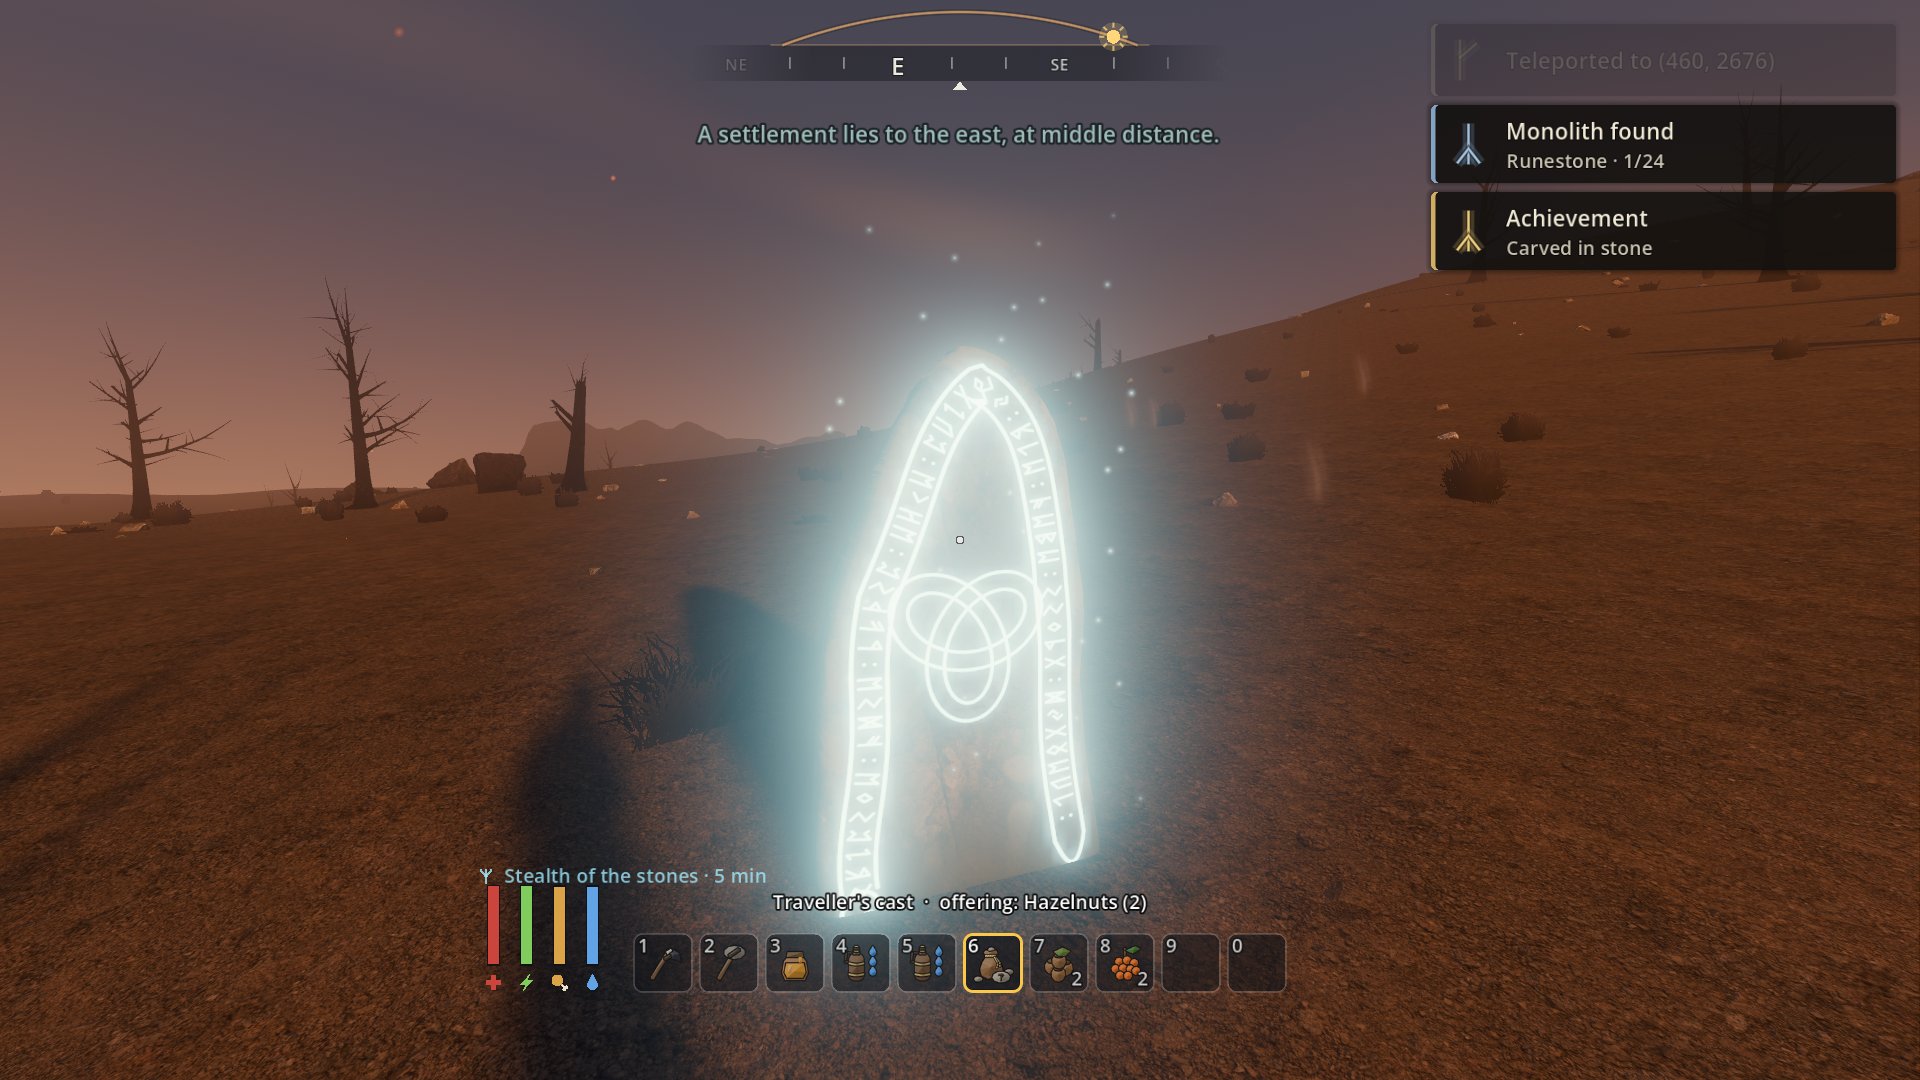 NE
E
SE
A settlement lies to the east, at middle distance.
Teleported to (460, 2676)
Monolith found
Runestone · 1/24
Achievement
Carved in stone
Stealth of the stones · 5 min
Traveller's cast · offering: Hazelnuts (2)
1 2 3 4 5 6 7 8 9 0
2 2